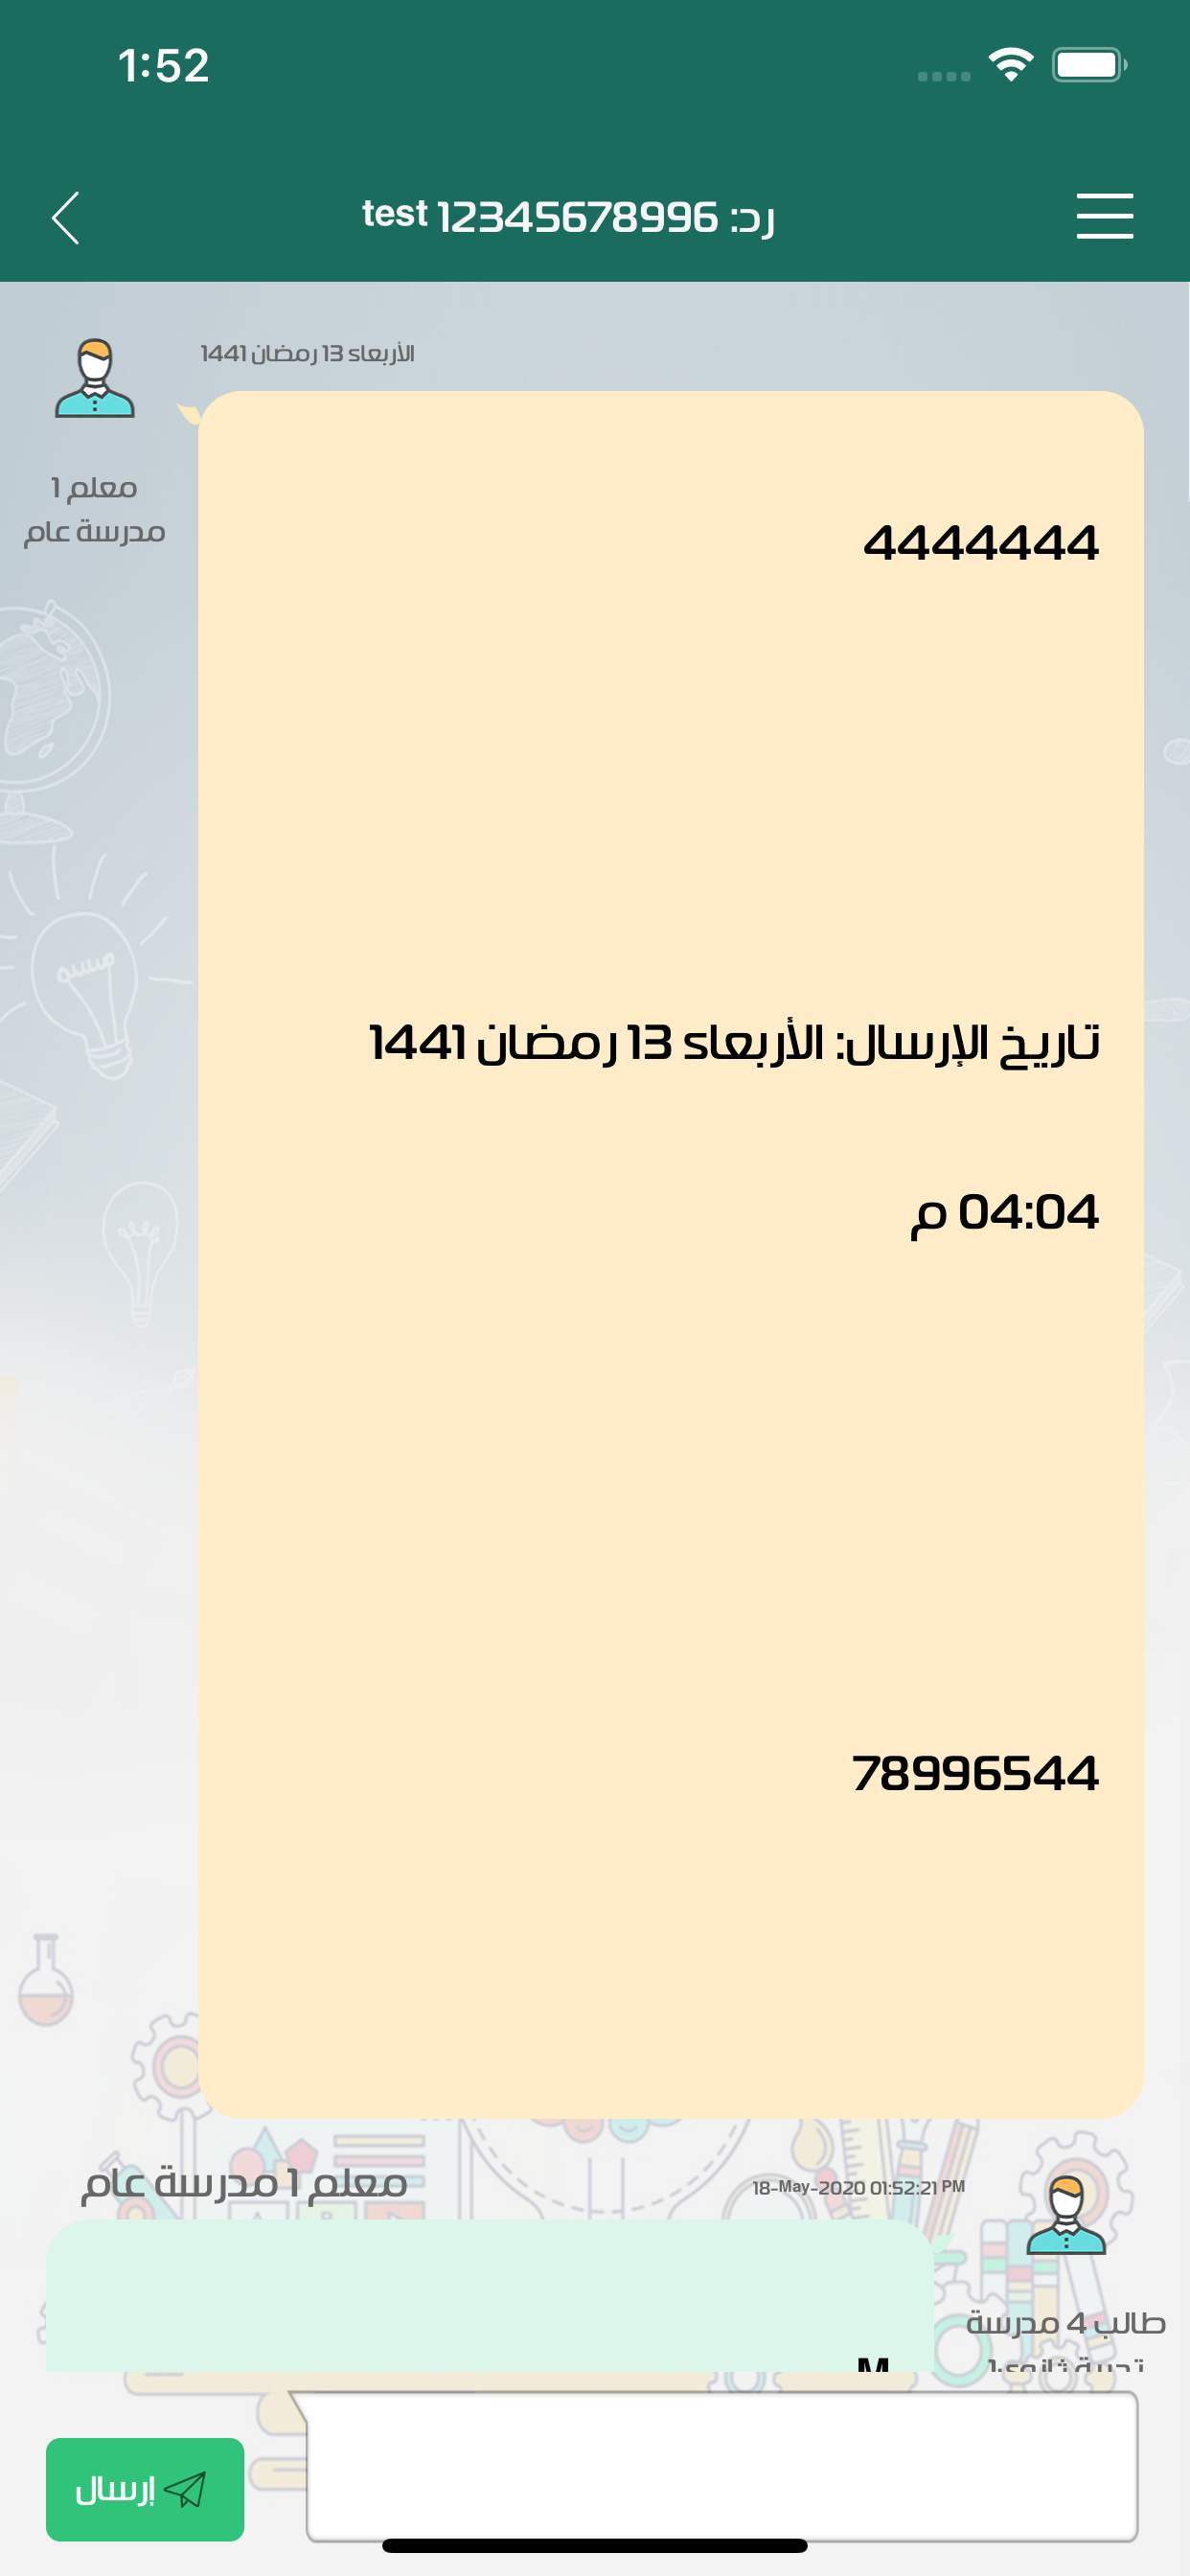 1:52
رد: 12345678996 test
الأربعاء 13 رمضان 1441
معلم 1
مدرسة عام
4444444
تاريخ الإرسال: الأربعاء 13 رمضان 1441
04:04 م
78996544
معلم 1 مدرسة عام
18-May-2020 01:52:21 PM
طالب 4 مدرسة
M
إرسال